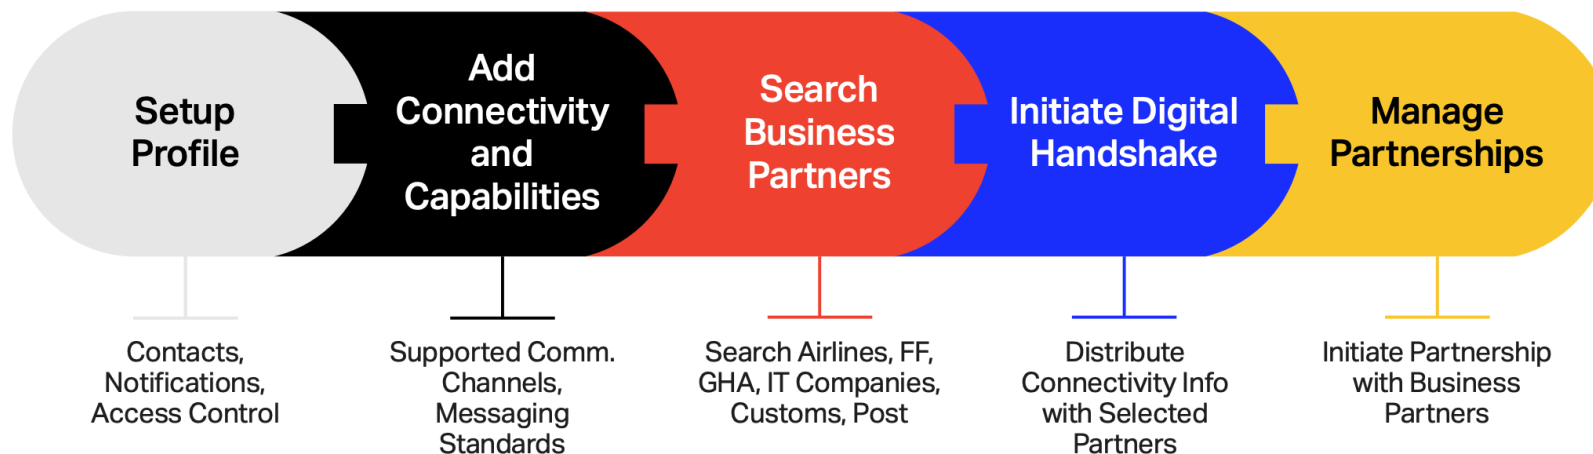 Setup
Profile
Add
Connectivity
and
Capabilities
Search
Business
Partners
Initiate Digital
Handshake
Manage
Partnerships
Contacts,
Notifications,
Access Control
Supported Comm.
Channels,
Messaging
Standards
Search Airlines, FF,
GHA, IT Companies,
Customs, Post
Distribute
Connectivity Info
with Selected
Partners
Initiate Partnership
with Business
Partners